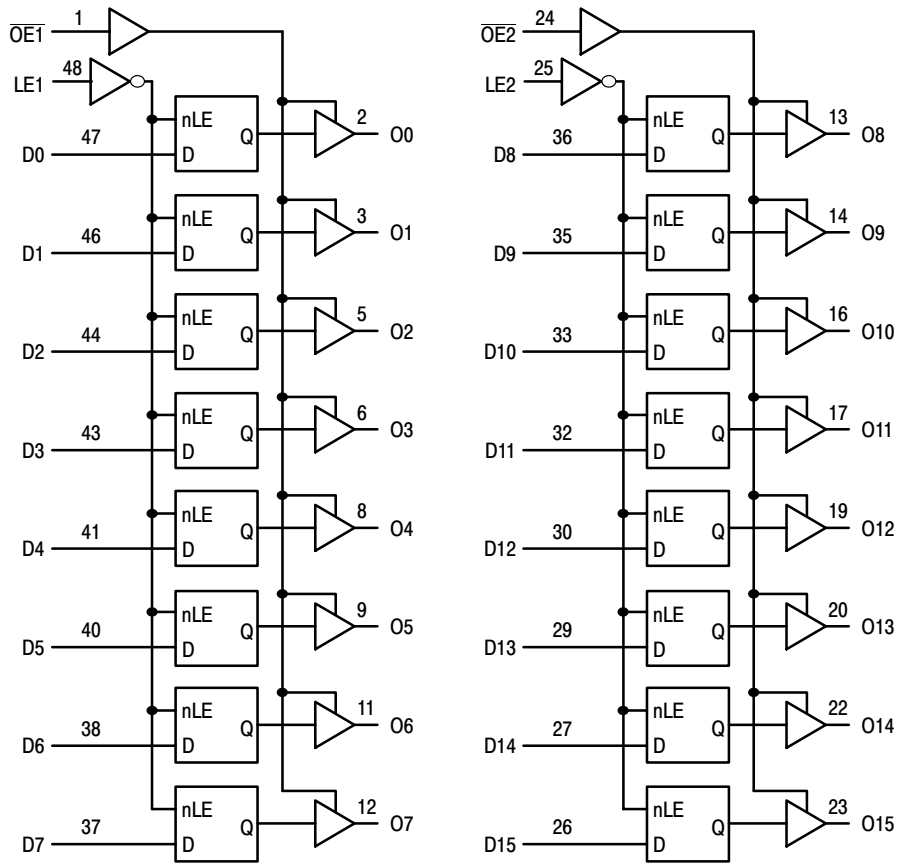 O̅E̅1̅ 1
LE1 48
nLE
D0 47 D Q 2 O0
nLE
D1 46 D Q 3 O1
nLE
D2 44 D Q 5 O2
nLE
D3 43 D Q 6 O3
nLE
D4 41 D Q 8 O4
nLE
D5 40 D Q 9 O5
nLE
D6 38 D Q 11 O6
nLE
D7 37 D Q 12 O7
O̅E̅2̅ 24
LE2 25
nLE
D8 36 D Q 13 O8
nLE
D9 35 D Q 14 O9
nLE
D10 33 D Q 16 O10
nLE
D11 32 D Q 17 O11
nLE
D12 30 D Q 19 O12
nLE
D13 29 D Q 20 O13
nLE
D14 27 D Q 22 O14
nLE
D15 26 D Q 23 O15